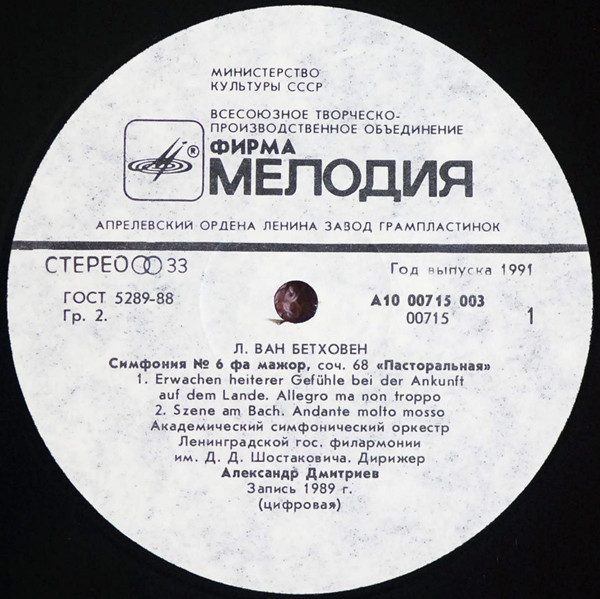 МИНИСТЕРСТВО
КУЛЬТУРЫ СССР
ВСЕСОЮЗНОЕ ТВОРЧЕСКО-
ПРОИЗВОДСТВЕННОЕ ОБЪЕДИНЕНИЕ
ФИРМА
® МЕЛОДИЯ
АПРЕЛЕВСКИЙ ОРДЕНА ЛЕНИНА ЗАВОД ГРАМПЛАСТИНОК
СТЕРЕО 33
Год выпуска 1991
ГОСТ 5289-88
А10 00715 003
Гр. 2.
00715
1
Л. ВАН БЕТХОВЕН
Симфония № 6 фа мажор, соч. 68 «Пасторальная»
1. Erwachen heiterer Gefühle bei der Ankunft
auf dem Lande. Allegro ma non troppo
2. Szene am Bach. Andante molto mosso
Академический симфонический оркестр
Ленинградской гос. филармонии
им. Д. Д. Шостаковича. Дирижер
Александр Дмитриев
Запись 1989 г.
(цифровая)